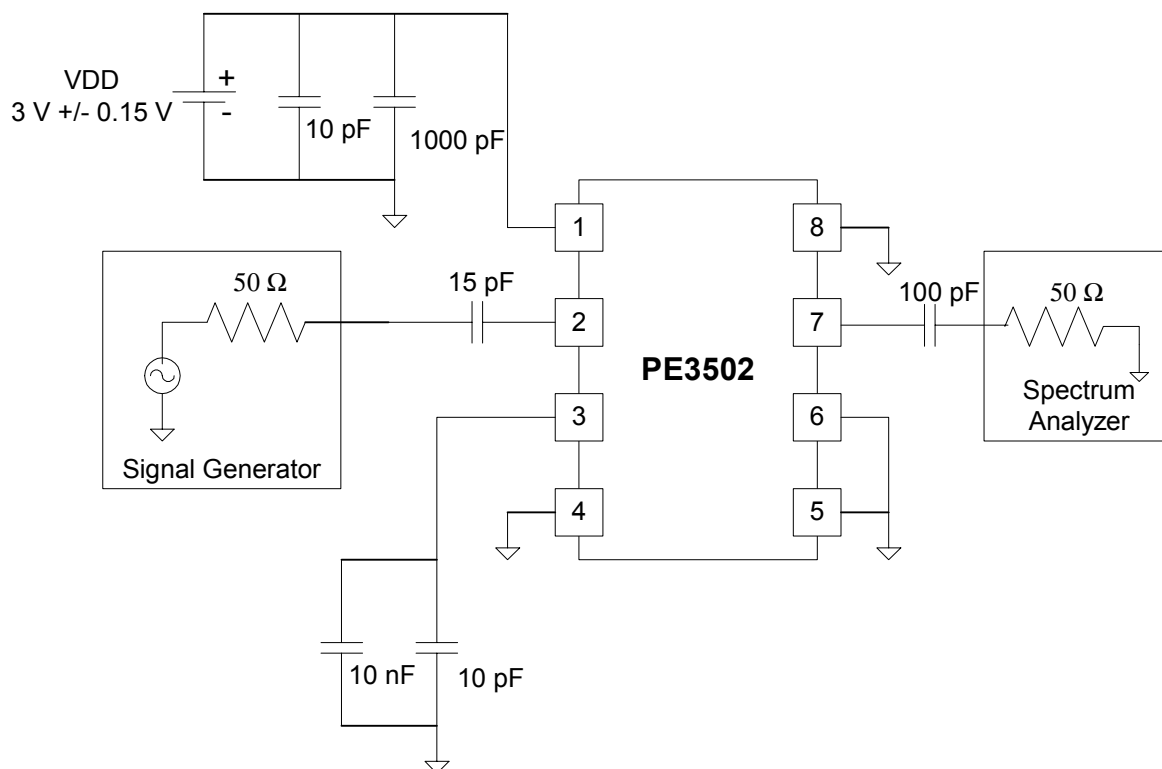 VDD
3 V +/- 0.15 V
+
-
10 pF
1000 pF
1
8
50 Ω
Signal Generator
15 pF
2
7
PE3502
100 pF
50 Ω
Spectrum
Analyzer
3
6
4
5
10 nF
10 pF